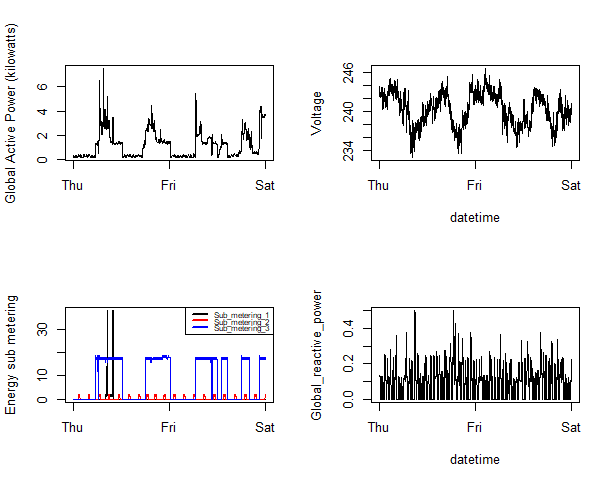 Global Active Power (kilowatts)
0
2
4
6
Thu
Fri
Sat
Voltage
234
240
246
Thu
Fri
Sat
datetime
Energy sub metering
0
10
30
Sub_metering_1
Sub_metering_2
Sub_metering_3
Thu
Fri
Sat
Global_reactive_power
0.0
0.2
0.4
Thu
Fri
Sat
datetime